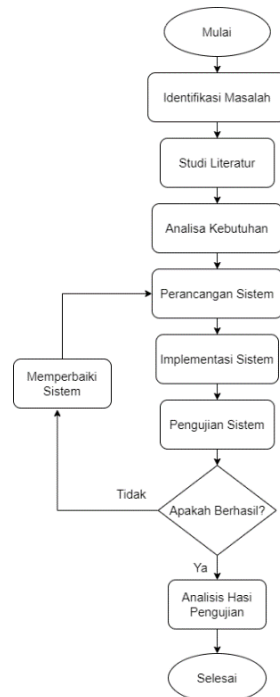 Mulai
Identifikasi Masalah
Studi Literatur
Analisa Kebutuhan
Perancangan Sistem
Memperbaiki
Sistem
Implementasi Sistem
Pengujian Sistem
Tidak
Apakah Berhasil?
Ya
Analisis Hasi
Pengujian
Selesai